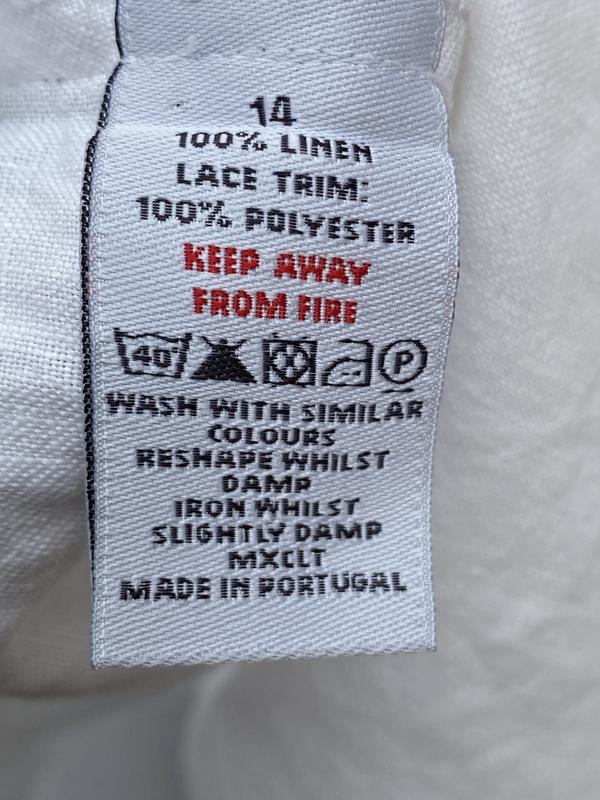 14
100% LINEN
LACE TRIM:
100% POLYESTER
KEEP AWAY
FROM FIRE
40° P
WASH WITH SIMILAR
COLOURS
RESHAPE WHILST
DAMP
IRON WHILST
SLIGHTLY DAMP
MXCLT
MADE IN PORTUGAL